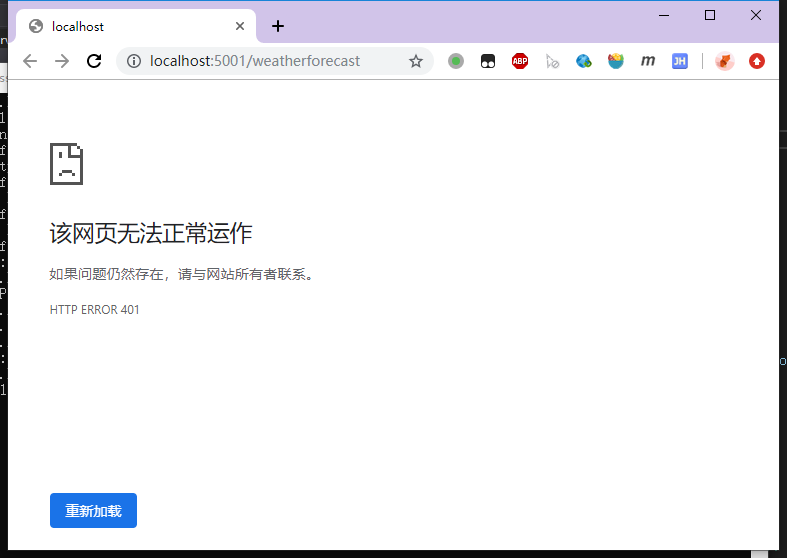 localhost
localhost:5001/weatherforecast
ABP
m
JH
该网页无法正常运作
如果问题仍然存在，请与网站所有者联系。
HTTP ERROR 401
重新加载